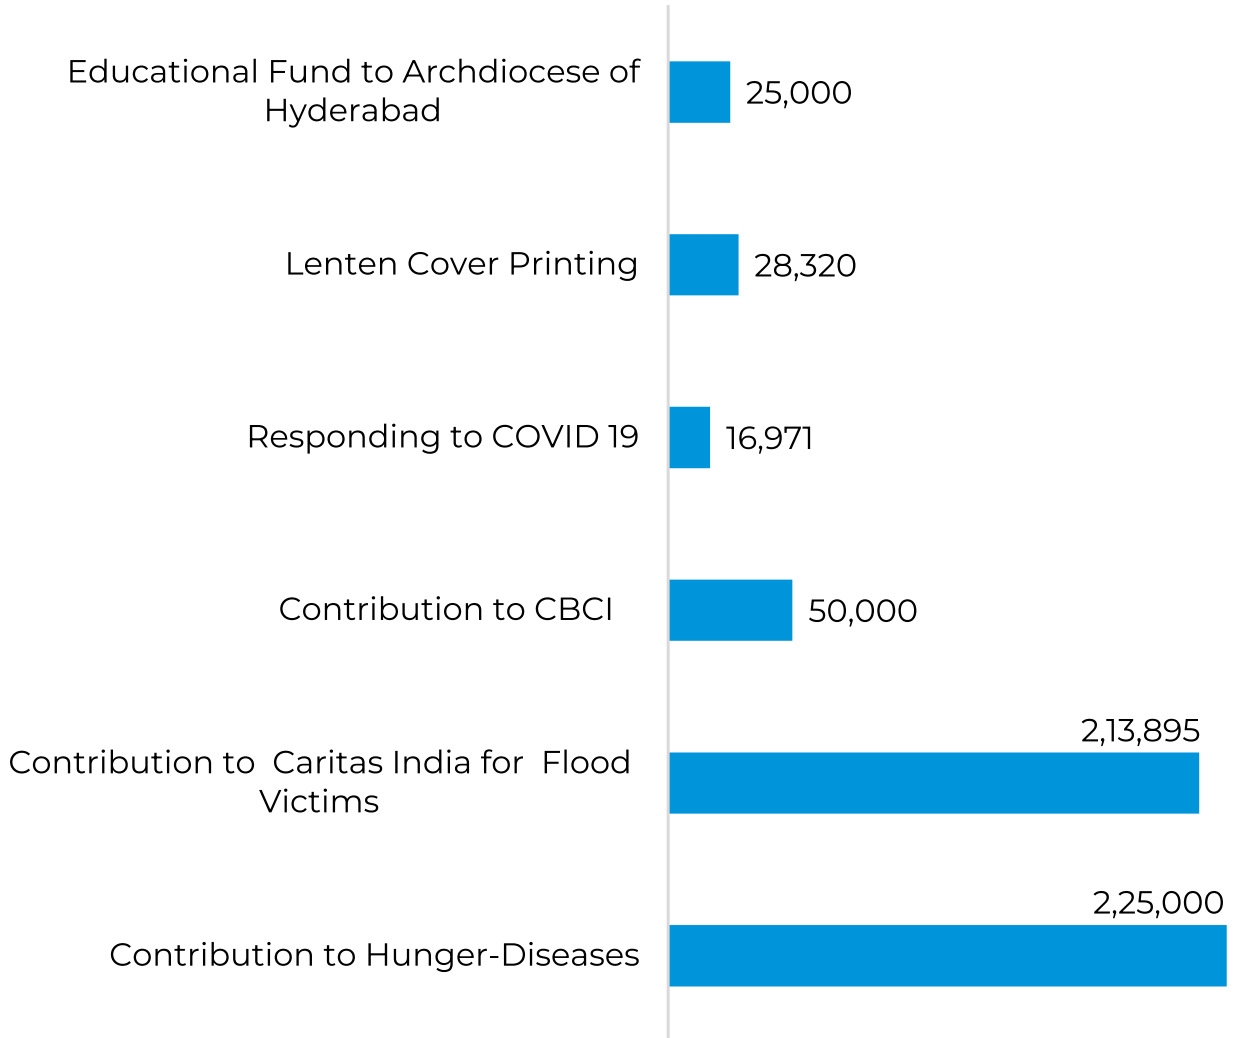 Educational Fund to Archdiocese of
Hyderabad
25,000
Lenten Cover Printing
28,320
Responding to COVID 19
16,971
Contribution to CBCI
50,000
2,13,895
Contribution to Caritas India for Flood
Victims
2,25,000
Contribution to Hunger-Diseases